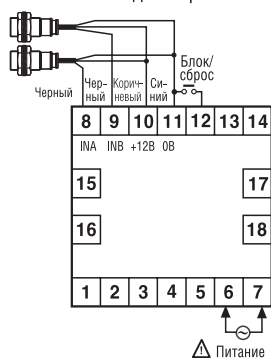 Блок/
сброс
Черный
Чер-
ный
Корич-
невый
Си-
ний
8 9 10 11 12 13 14
INA INB +12В 0В
15 17
16 18
1 2 3 4 5 6 7
Питание